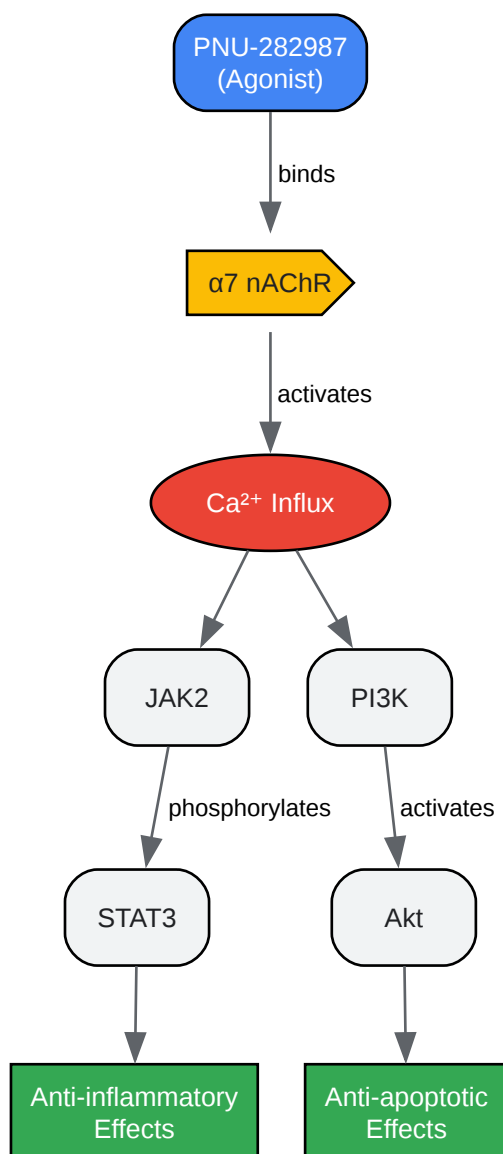 PNU-282987
(Agonist)
binds
α7 nAChR
activates
Ca²⁺ Influx
JAK2
PI3K
phosphorylates
activates
STAT3
Akt
Anti-inflammatory
Effects
Anti-apoptotic
Effects